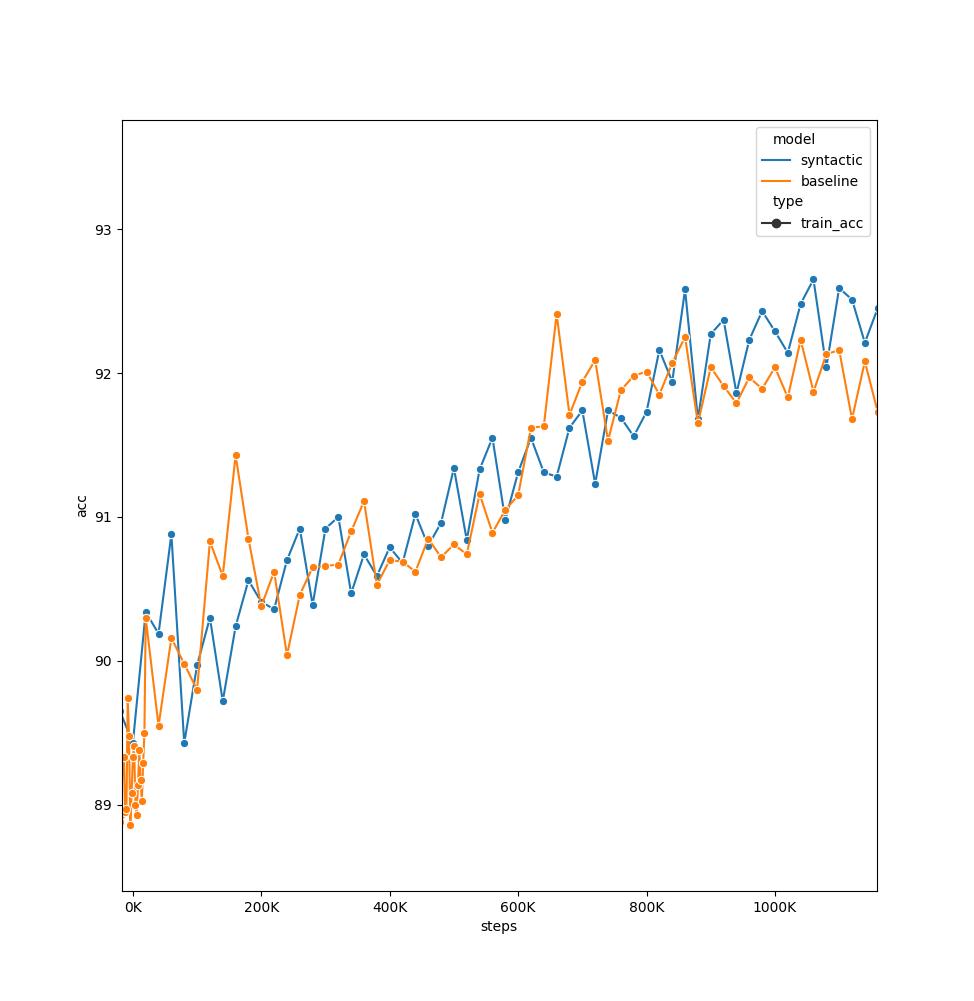 model
syntactic
baseline
type
train_acc
93
92
91
90
89
acc
0K 200K 400K 600K 800K 1000K
steps